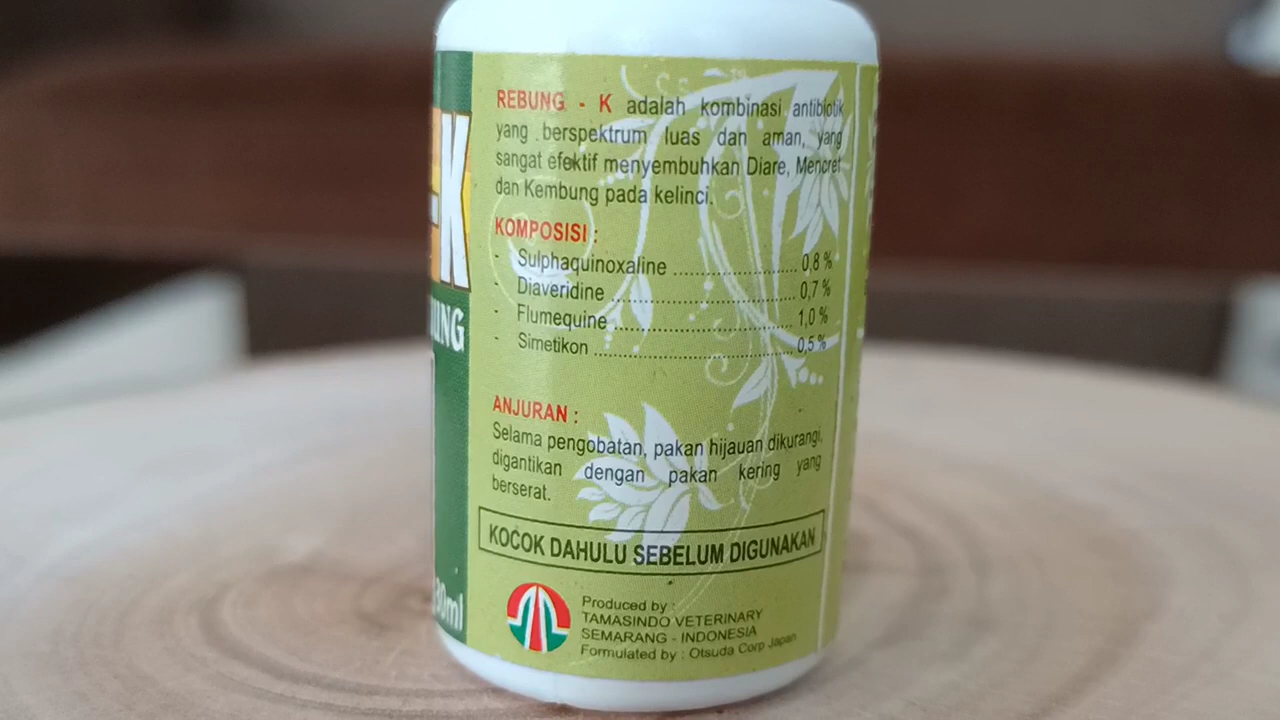 REBUNG - K adalah kombinasi antibiotik
yang berspektrum luas dan aman, yang
sangat efektif menyembuhkan Diare, Mencret
dan Kembung pada kelinci.
KOMPOSISI :
- Sulphaquinoxaline ........................ 0,8 %
- Diaveridine ................................... 0,7 %
- Flumequine ................................... 1,0 %
- Simetikon ....................................... 0,5 %
ANJURAN :
Selama pengobatan, pakan hijauan dikurangi,
digantikan dengan pakan kering yang
berserat.
KOCOK DAHULU SEBELUM DIGUNAKAN
Produced by :
TAMASINDO VETERINARY
SEMARANG - INDONESIA
Formulated by : Otsuda Corp Japan
-K
30ml